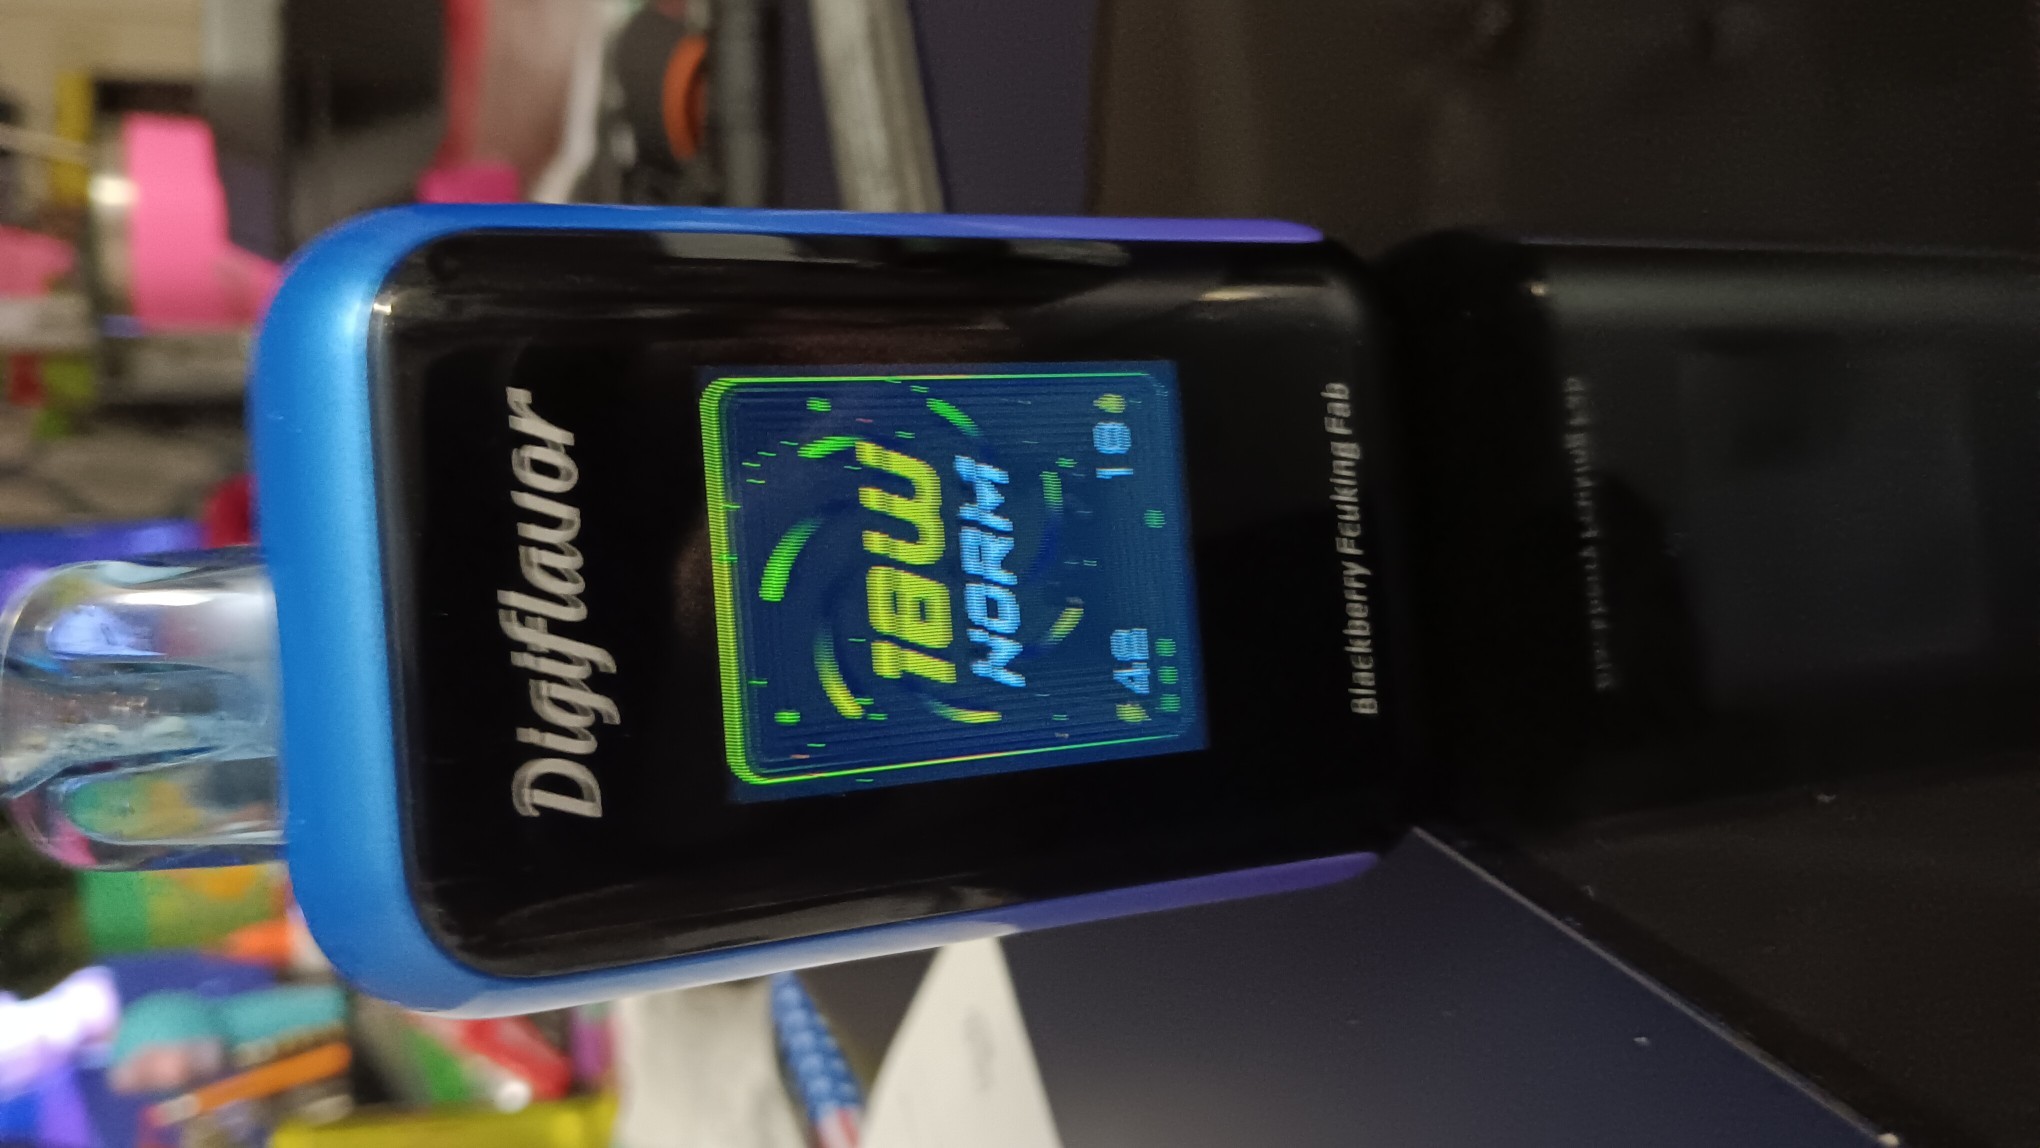 Digiflavor
18W
NORM
48
18
Blackberry Fcuking Fab